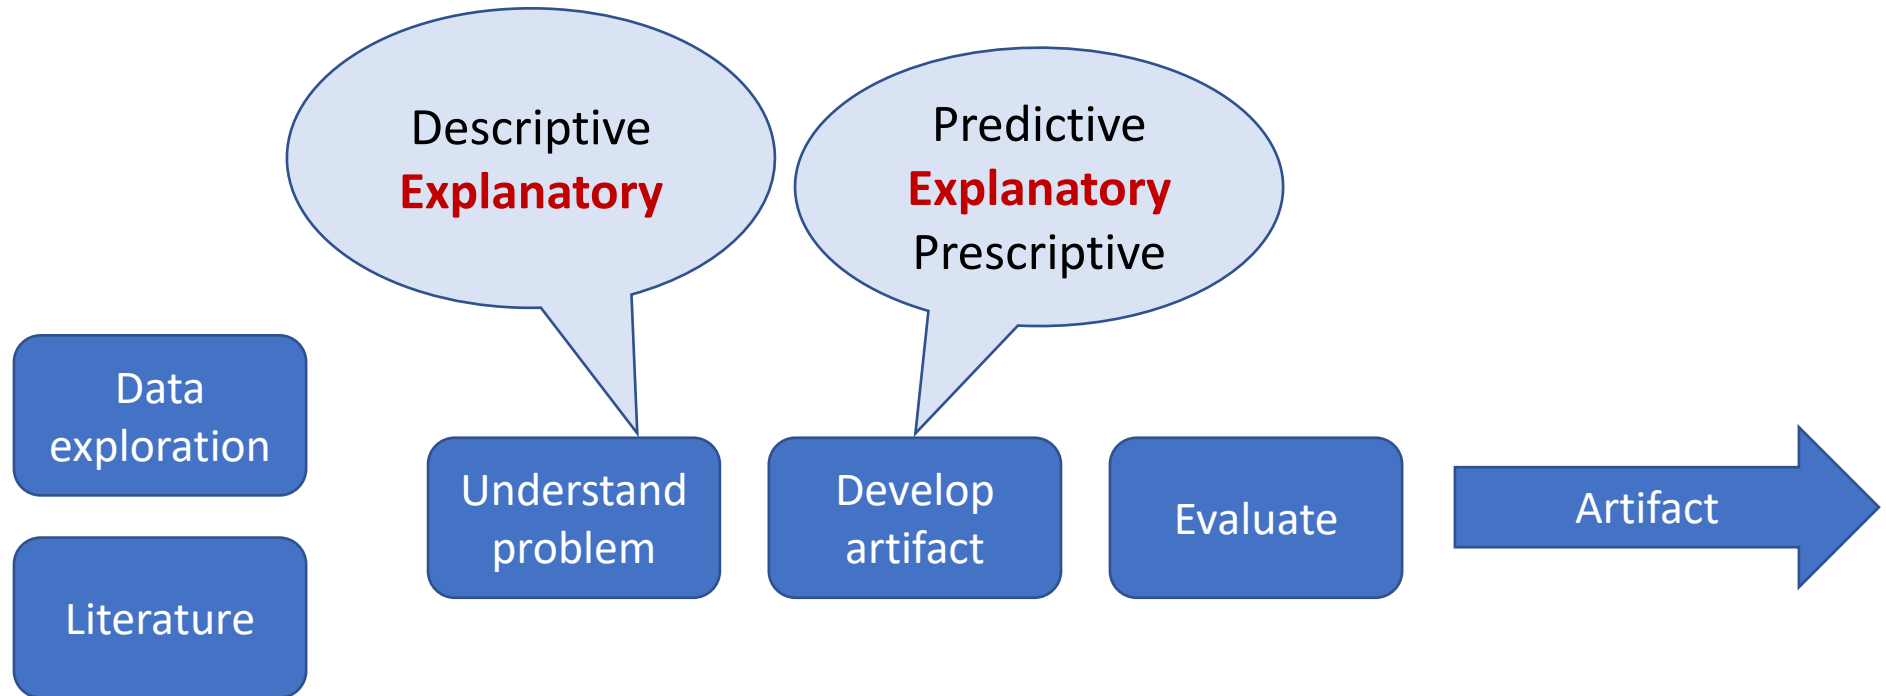 Descriptive
Explanatory
Predictive
Explanatory
Prescriptive
Data
exploration
Literature
Understand
problem
Develop
artifact
Evaluate
Artifact